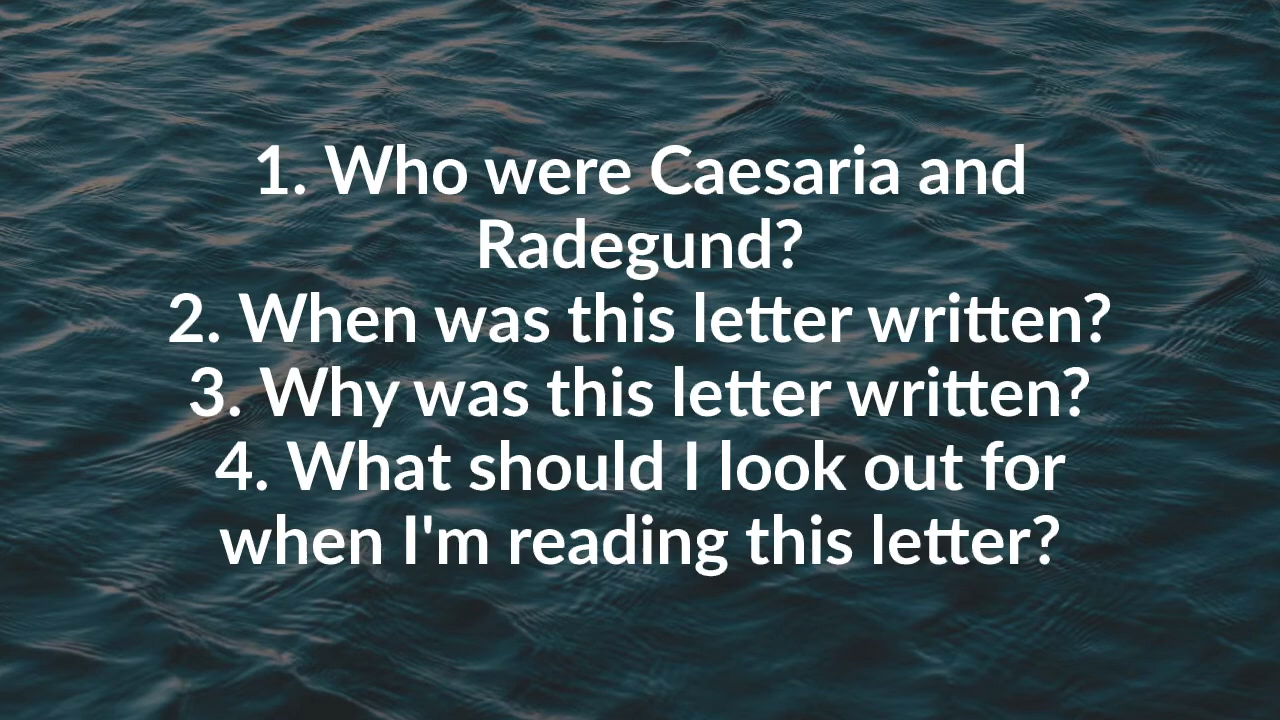 1. Who were Caesaria and
Radegund?
2. When was this letter written?
3. Why was this letter written?
4. What should I look out for
when I'm reading this letter?